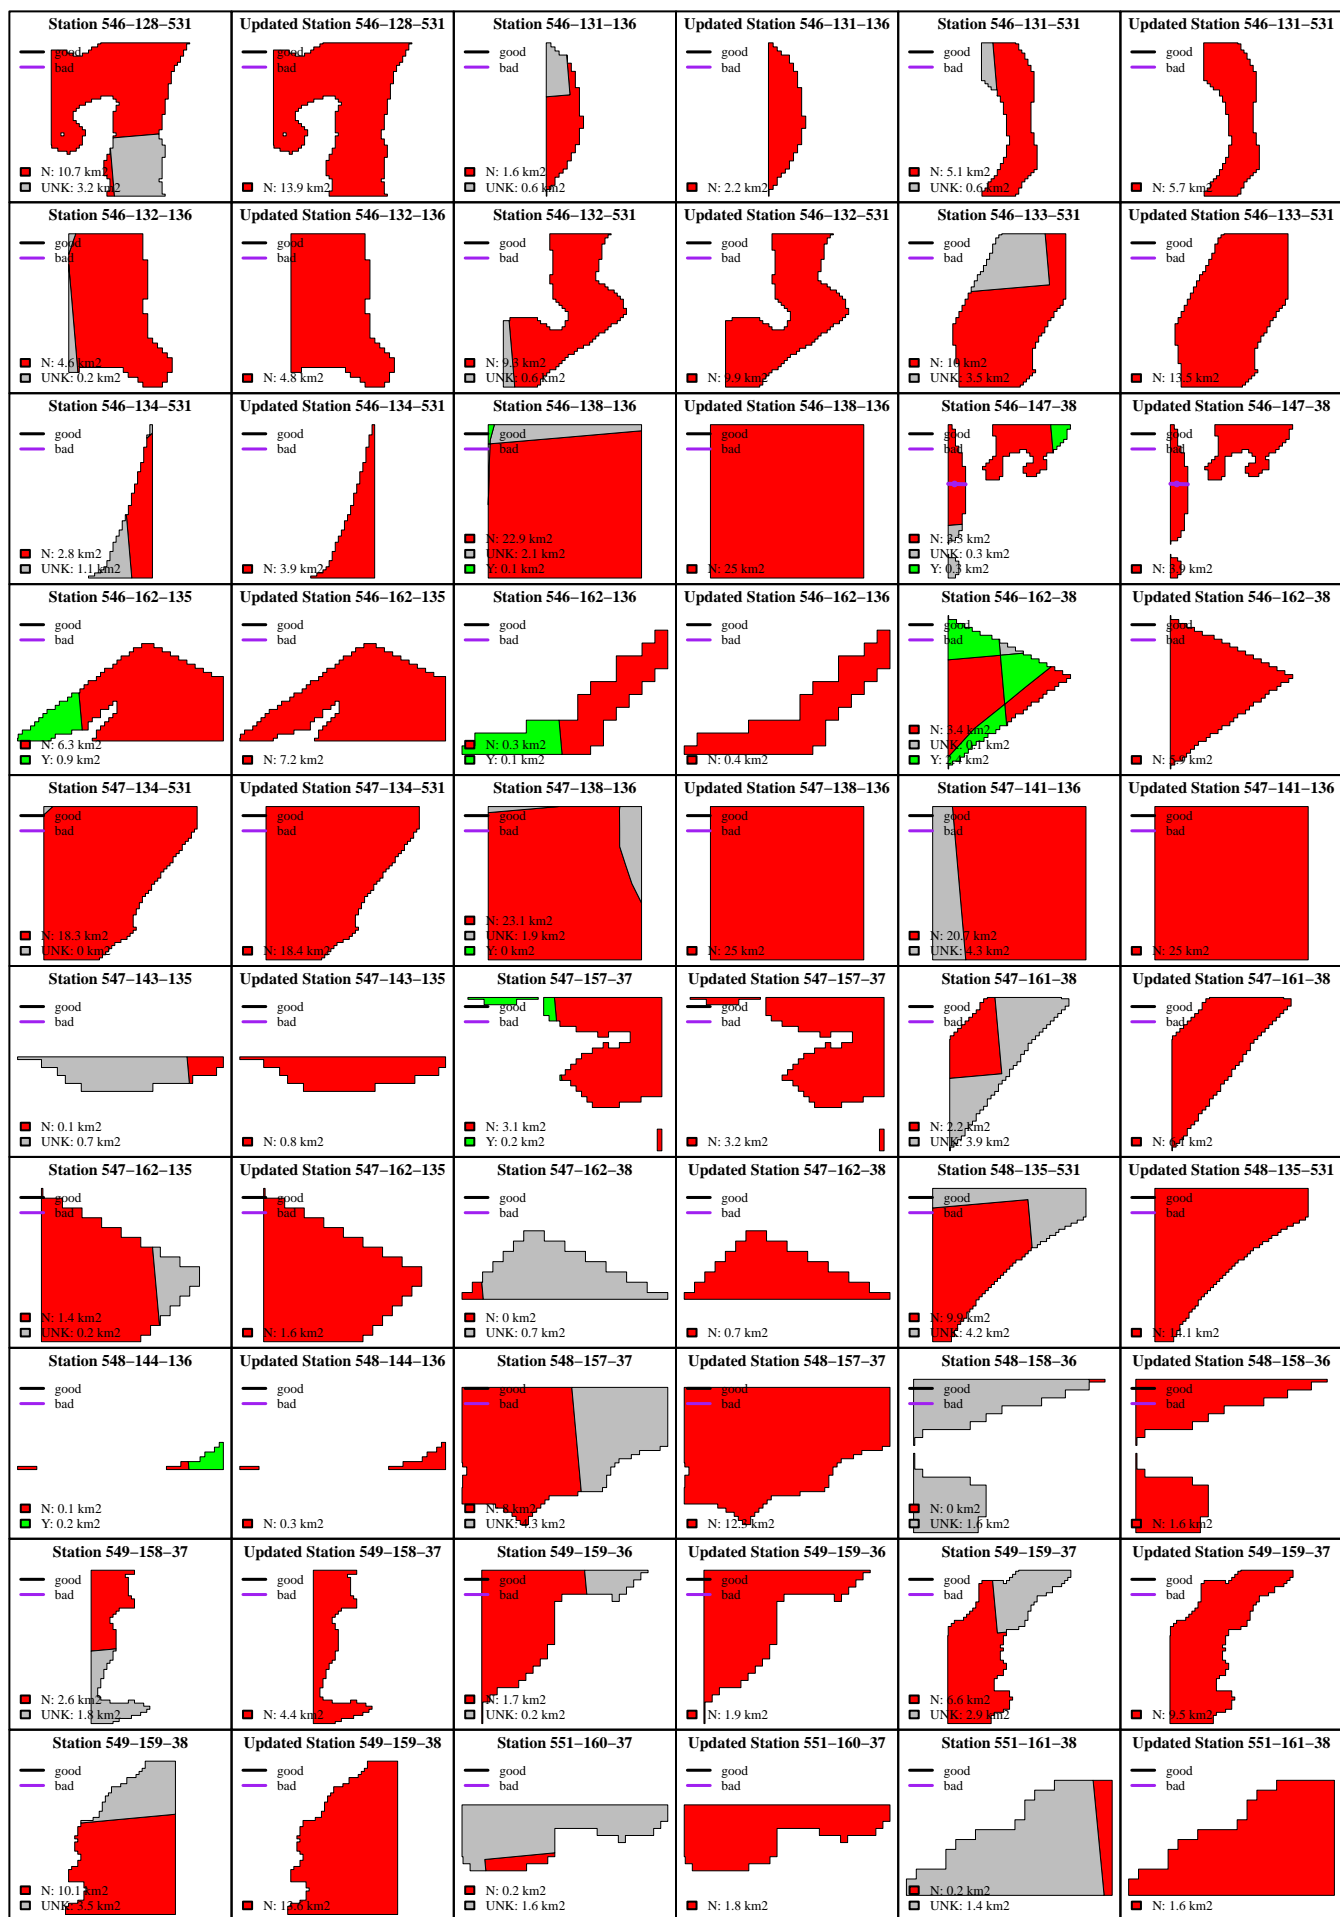 Station 546−128−531
good
bad
N: 10.7 km2
UNK: 3.2 km2
Updated Station 546−128−531
good
bad
N: 13.9 km2
Station 546−131−136
good
bad
N: 1.6 km2
UNK: 0.6 km2
Updated Station 546−131−136
good
bad
N: 2.2 km2
Station 546−131−531
good
bad
N: 5.1 km2
UNK: 0.6 km2
Updated Station 546−131−531
good
bad
N: 5.7 km2
Station 546−132−136
good
bad
N: 4.6 km2
UNK: 0.2 km2
Updated Station 546−132−136
good
bad
N: 4.8 km2
Station 546−132−531
good
bad
N: 9.3 km2
UNK: 0.6 km2
Updated Station 546−132−531
good
bad
N: 9.9 km2
Station 546−133−531
good
bad
N: 10 km2
UNK: 3.5 km2
Updated Station 546−133−531
good
bad
N: 13.5 km2
Station 546−134−531
good
bad
N: 2.8 km2
UNK: 1.1 km2
Updated Station 546−134−531
good
bad
N: 3.9 km2
Station 546−138−136
good
bad
N: 22.9 km2
UNK: 2.1 km2
Y: 0.1 km2
Updated Station 546−138−136
good
bad
N: 25 km2
Station 546−147−38
good
bad
N: 3.3 km2
UNK: 0.3 km2
Y: 0.3 km2
Updated Station 546−147−38
good
bad
N: 3.9 km2
Station 546−162−135
good
bad
N: 6.3 km2
Y: 0.9 km2
Updated Station 546−162−135
good
bad
N: 7.2 km2
Station 546−162−136
good
bad
N: 0.3 km2
Y: 0.1 km2
Updated Station 546−162−136
good
bad
N: 0.4 km2
Station 546−162−38
good
bad
N: 3.4 km2
UNK: 0.1 km2
Y: 2.4 km2
Updated Station 546−162−38
good
bad
N: 5.9 km2
Station 547−134−531
good
bad
N: 18.3 km2
UNK: 0 km2
Updated Station 547−134−531
good
bad
N: 18.4 km2
Station 547−138−136
good
bad
N: 23.1 km2
UNK: 1.9 km2
Y: 0 km2
Updated Station 547−138−136
good
bad
N: 25 km2
Station 547−141−136
good
bad
N: 20.7 km2
UNK: 4.3 km2
Updated Station 547−141−136
good
bad
N: 25 km2
Station 547−143−135
good
bad
N: 0.1 km2
UNK: 0.7 km2
Updated Station 547−143−135
good
bad
N: 0.8 km2
Station 547−157−37
good
bad
N: 3.1 km2
Y: 0.2 km2
Updated Station 547−157−37
good
bad
N: 3.2 km2
Station 547−161−38
good
bad
N: 2.2 km2
UNK: 3.9 km2
Updated Station 547−161−38
good
bad
N: 6.1 km2
Station 547−162−135
good
bad
N: 1.4 km2
UNK: 0.2 km2
Updated Station 547−162−135
good
bad
N: 1.6 km2
Station 547−162−38
good
bad
N: 0 km2
UNK: 0.7 km2
Updated Station 547−162−38
good
bad
N: 0.7 km2
Station 548−135−531
good
bad
N: 9.9 km2
UNK: 4.2 km2
Updated Station 548−135−531
good
bad
N: 14.1 km2
Station 548−144−136
good
bad
N: 0.1 km2
Y: 0.2 km2
Updated Station 548−144−136
good
bad
N: 0.3 km2
Station 548−157−37
good
bad
N: 8 km2
UNK: 4.3 km2
Updated Station 548−157−37
good
bad
N: 12.3 km2
Station 548−158−36
good
bad
N: 0 km2
UNK: 1.6 km2
Updated Station 548−158−36
good
bad
N: 1.6 km2
Station 549−158−37
good
bad
N: 2.6 km2
UNK: 1.8 km2
Updated Station 549−158−37
good
bad
N: 4.4 km2
Station 549−159−36
good
bad
N: 1.7 km2
UNK: 0.2 km2
Updated Station 549−159−36
good
bad
N: 1.9 km2
Station 549−159−37
good
bad
N: 6.6 km2
UNK: 2.9 km2
Updated Station 549−159−37
good
bad
N: 9.5 km2
Station 549−159−38
good
bad
N: 10.1 km2
UNK: 3.5 km2
Updated Station 549−159−38
good
bad
N: 13.6 km2
Station 551−160−37
good
bad
N: 0.2 km2
UNK: 1.6 km2
Updated Station 551−160−37
good
bad
N: 1.8 km2
Station 551−161−38
good
bad
N: 0.2 km2
UNK: 1.4 km2
Updated Station 551−161−38
good
bad
N: 1.6 km2